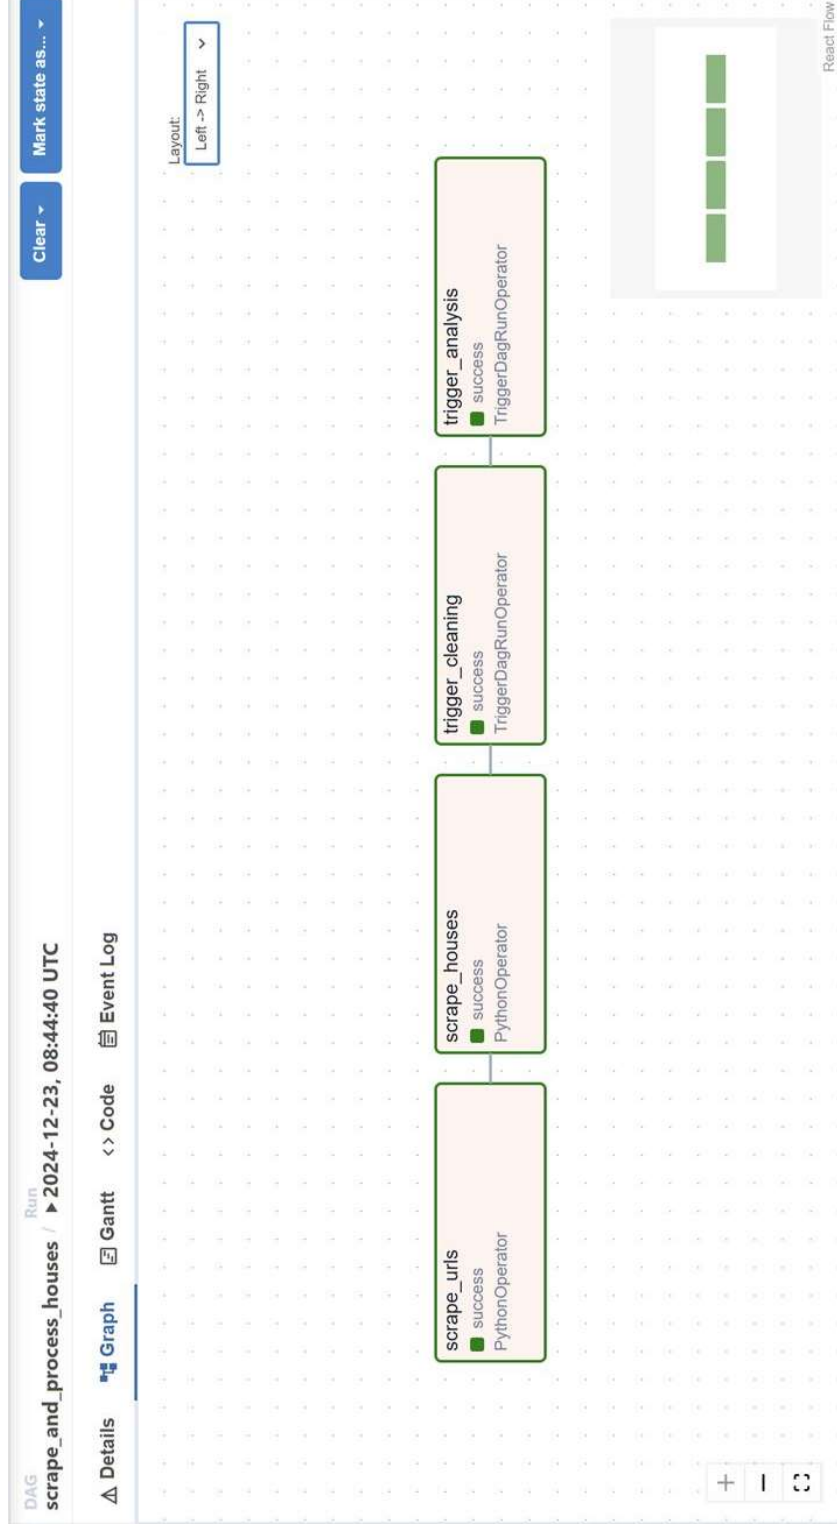 DAG
scrape_and_process_houses / Run
▶ 2024-12-23, 08:44:40 UTC
Clear
Mark state as...
Details
Graph
Gantt
<> Code
Event Log
Layout:
Left -> Right
scrape_urls
success
PythonOperator
scrape_houses
success
PythonOperator
trigger_cleaning
success
TriggerDagRunOperator
trigger_analysis
success
TriggerDagRunOperator
React Flow